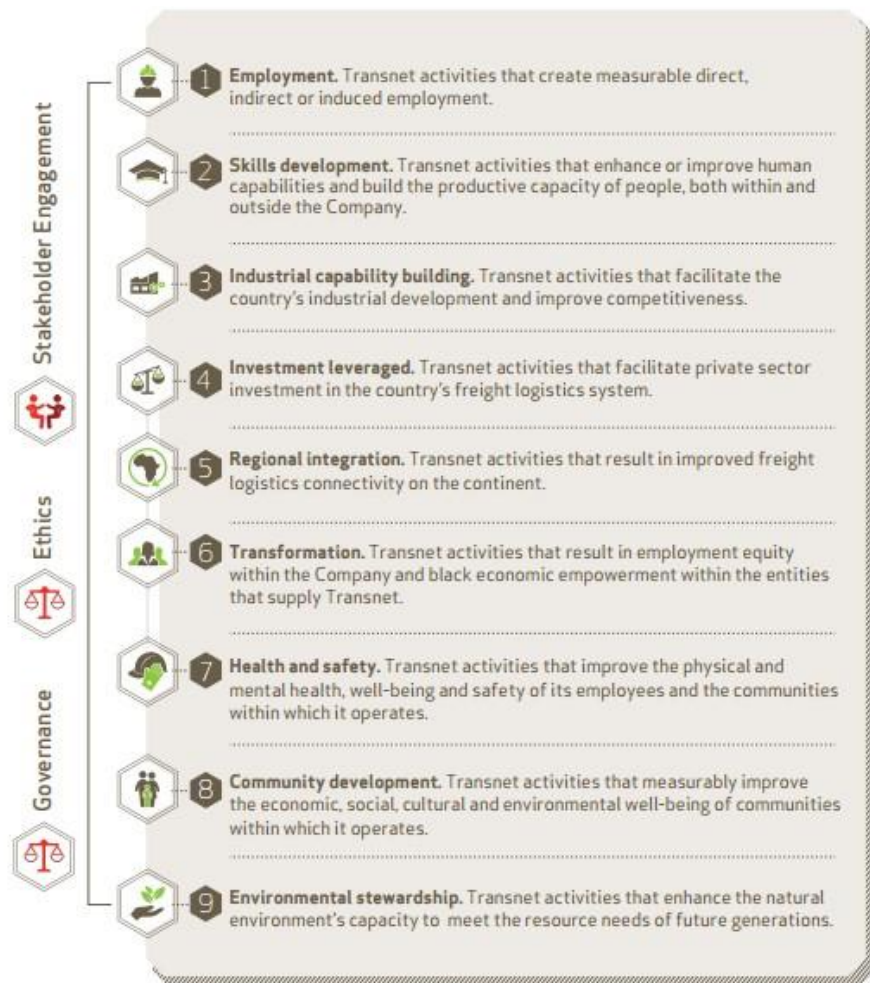 Stakeholder Engagement
Ethics
Governance
1 Employment. Transnet activities that create measurable direct,
indirect or induced employment.
2 Skills development. Transnet activities that enhance or improve human
capabilities and build the productive capacity of people, both within and
outside the Company.
3 Industrial capability building. Transnet activities that facilitate the
country's industrial development and improve competitiveness.
4 Investment leveraged. Transnet activities that facilitate private sector
investment in the country's freight logistics system.
5 Regional integration. Transnet activities that result in improved freight
logistics connectivity on the continent.
6 Transformation. Transnet activities that result in employment equity
within the Company and black economic empowerment within the entities
that supply Transnet.
7 Health and safety. Transnet activities that improve the physical and
mental health, well-being and safety of its employees and the communities
within which it operates.
8 Community development. Transnet activities that measurably improve
the economic, social, cultural and environmental well-being of communities
within which it operates.
9 Environmental stewardship. Transnet activities that enhance the natural
environment's capacity to meet the resource needs of future generations.